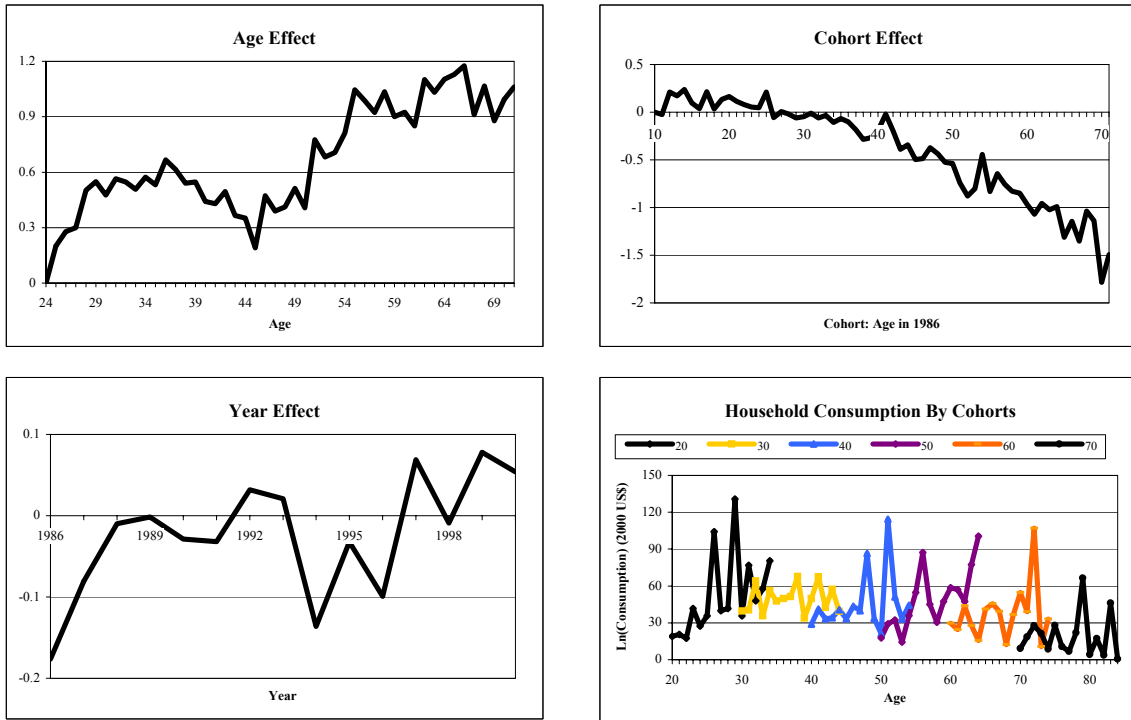 Age Effect
1.2
0.9
0.6
0.3
0
24 29 34 39 44 49 54 59 64 69
Age
Cohort Effect
0.5
0
-0.5
-1
-1.5
-2
10 20 30 40 50 60 70
Cohort: Age in 1986
Year Effect
0.1
0
-0.1
-0.2
1986 1989 1992 1995 1998
Year
Household Consumption By Cohorts
20 30 40 50 60 70
Ln(Consumption) (2000 US$)
150
120
90
60
30
0
20 30 40 50 60 70 80
Age